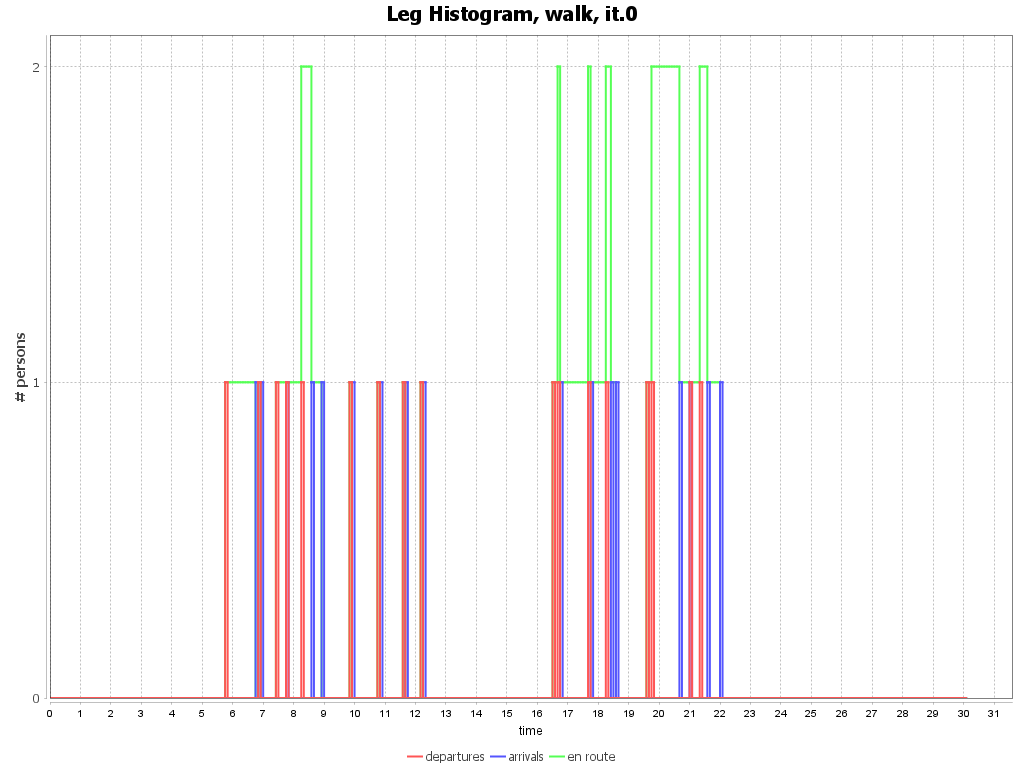 Leg Histogram, walk, it.0
# persons
2
1
0
0 1 2 3 4 5 6 7 8 9 10 11 12 13 14 15 16 17 18 19 20 21 22 23 24 25 26 27 28 29 30 31
time
departures arrivals en route